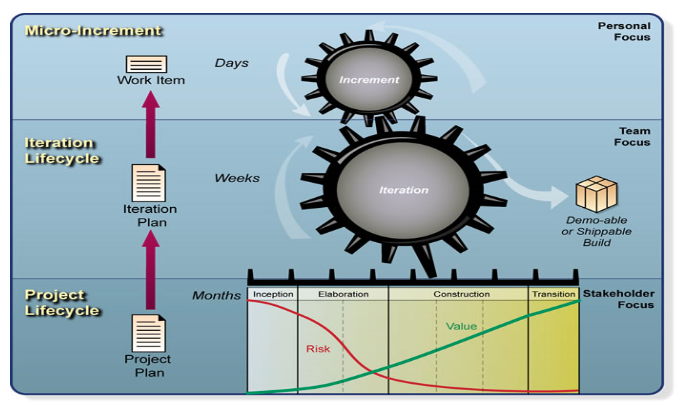 Micro-Increment
Personal
Focus
Work Item
Days
Increment
Iteration
Lifecycle
Team
Focus
Iteration
Plan
Weeks
Iteration
Demo-able
or Shippable
Build
Project
Lifecycle
Months
Inception
Elaboration
Construction
Transition
Stakeholder
Focus
Project
Plan
Risk
Value